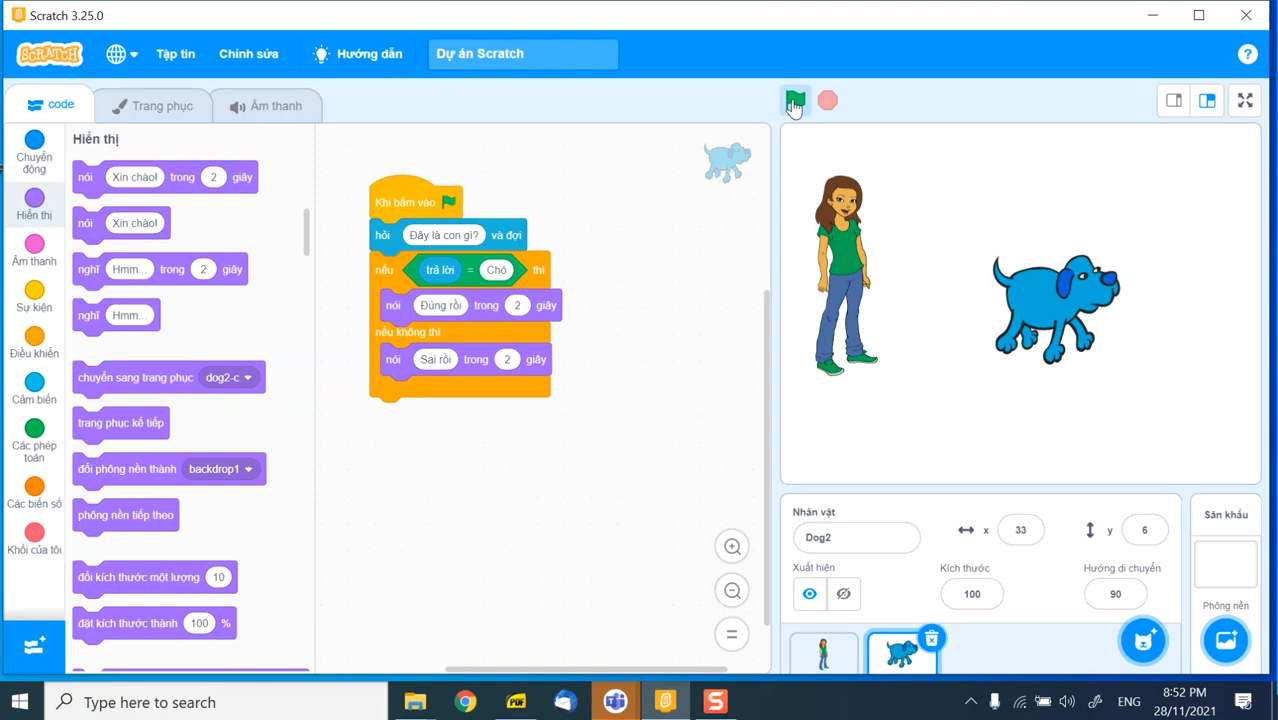 Scratch 3.25.0
SCRATCH
Tập tin
Chỉnh sửa
Hướng dẫn
Dự án Scratch
?
code
Trang phục
Âm thanh
Chuyển động
Hiển thị
Âm thanh
Sự kiện
Điều khiển
Cảm biến
Các phép toán
Các biến số
Khối của tôi
Hiển thị
nói Xin chào! trong 2 giây
nói Xin chào!
nghĩ Hmm... trong 2 giây
nghĩ Hmm...
chuyển sang trang phục dog2-c
trang phục kế tiếp
đổi phông nền thành backdrop1
phông nền tiếp theo
đổi kích thước một lượng 10
đặt kích thước thành 100 %
Khi bấm vào
hỏi Đây là con gì? và đợi
nếu trả lời = Chó thì
nói Đúng rồi trong 2 giây
nếu không thì
nói Sai rồi trong 2 giây
Nhân vật
Dog2
x 33
y 6
Xuất hiện
Kích thước
100
Hướng di chuyển
90
Sân khấu
Phông nền
Type here to search
ENG
8:52 PM
28/11/2021